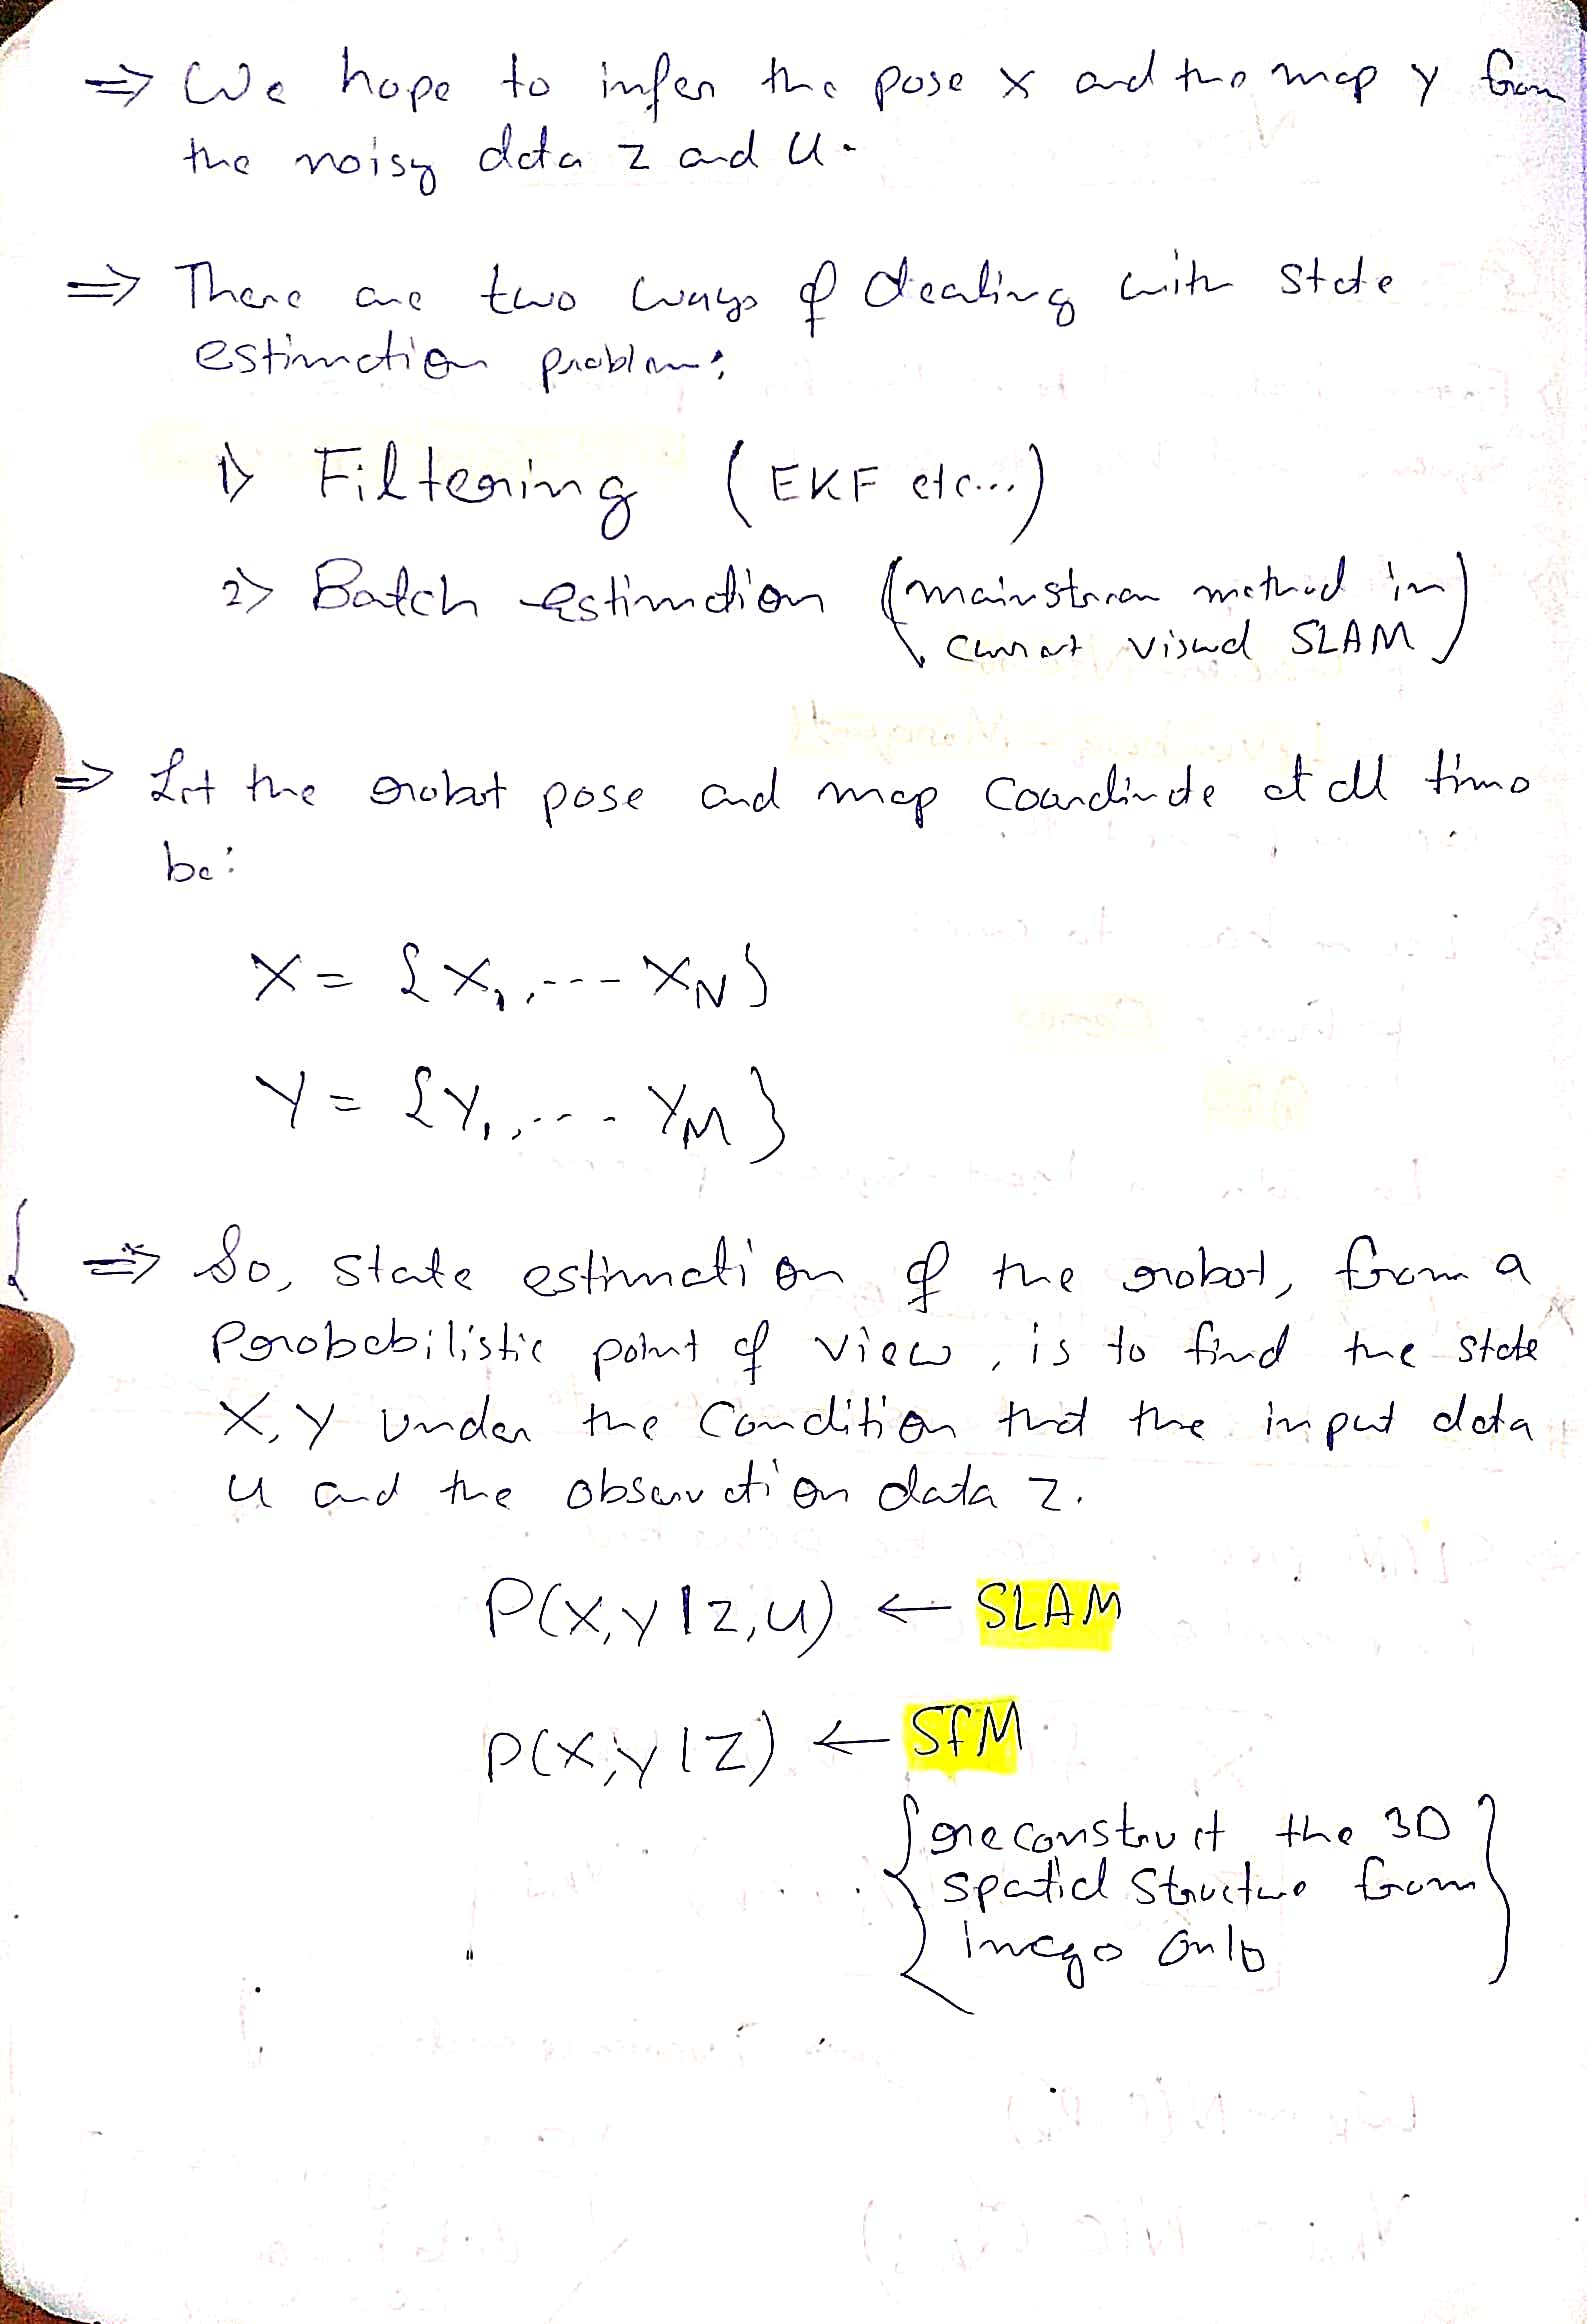 ⇒ We hope to infer the pose x and the map y from
the noisy data z and u.
⇒ There are two ways of dealing with state
estimation problem:
1> Filtering (EKF etc...)
2> Batch estimation (mainstream method in
current visual SLAM)
⇒ Let the robot pose and map coordinate at all time
be:
X = {X₁,--- X_N}
Y = {Y₁,--- Y_M}
⇒ So, state estimation of the robot, from a
Probabilistic point of view, is to find the state
X, Y under the condition that the input data
u and the observation data z.
P(X,Y|Z,U) ← SLAM
P(X,Y|Z) ← SfM
{reconstruct the 3D
spatial structure from
image only}